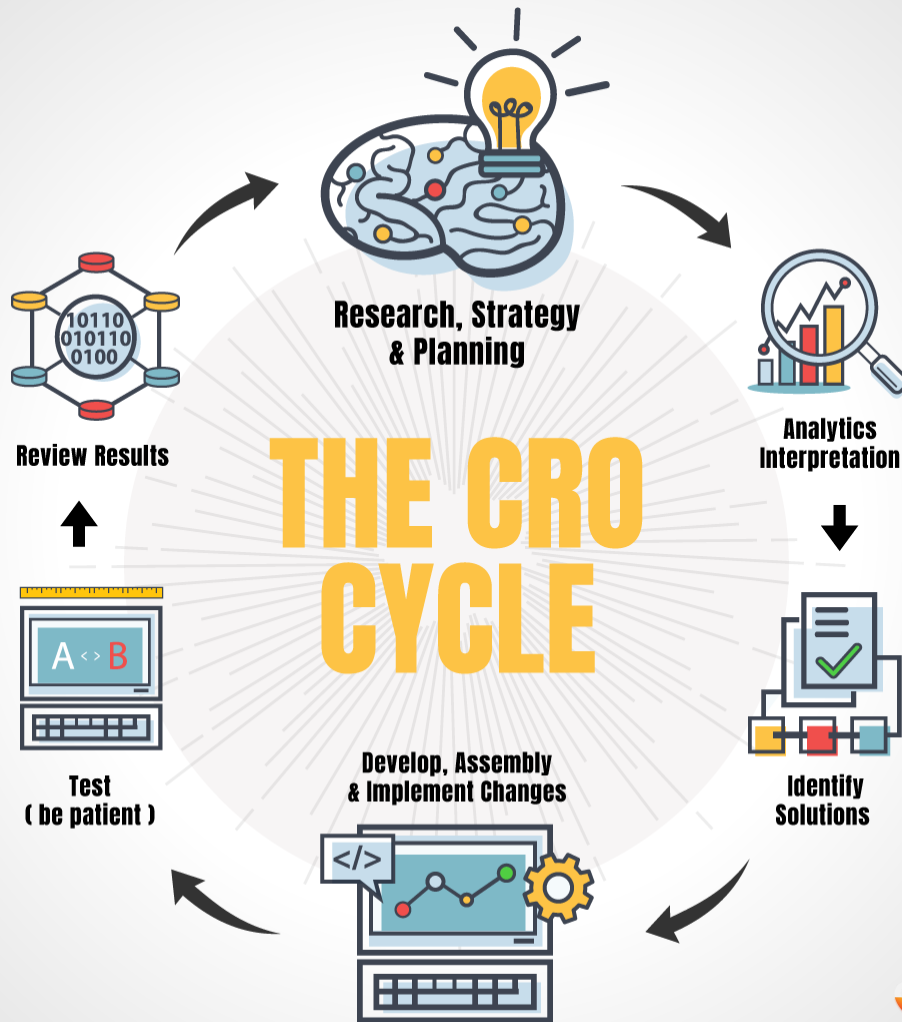 Research, Strategy
& Planning
Analytics
Interpretation
Identify
Solutions
Develop, Assembly
& Implement Changes
</>
Test
( be patient )
A <> B
Review Results
10110
010110
0100
THE CRO
CYCLE